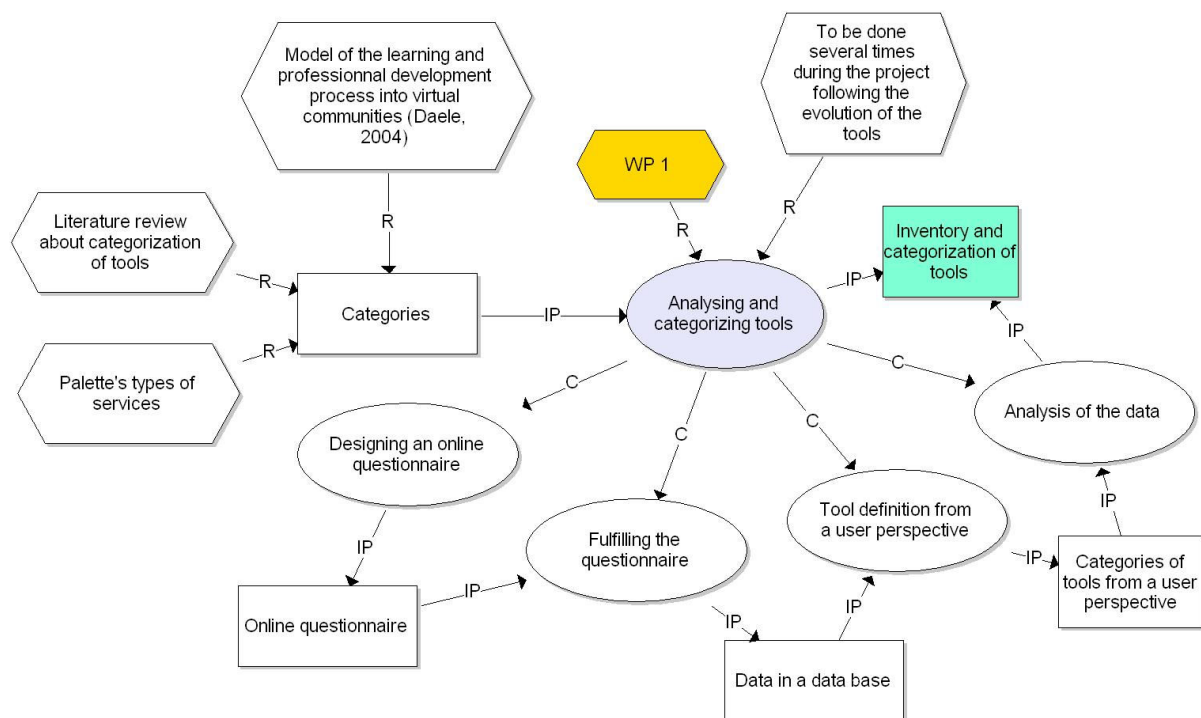 Model of the learning and
professionnal development
process into virtual
communities (Daele,
2004)
To be done
several times
during the project
following the
evolution of the
tools
WP 1
Literature review
about categorization
of tools
R
R
R
Inventory and
categorization of
tools
R
Categories
IP
Analysing and
categorizing tools
IP
IP
R
Palette's types of
services
C
C
C
C
Analysis of the data
Designing an online
questionnaire
Tool definition from
a user perspective
IP
IP
Fulfilling the
questionnaire
IP
Categories of
tools from a user
perspective
Online questionnaire
IP
IP
IP
Data in a data base